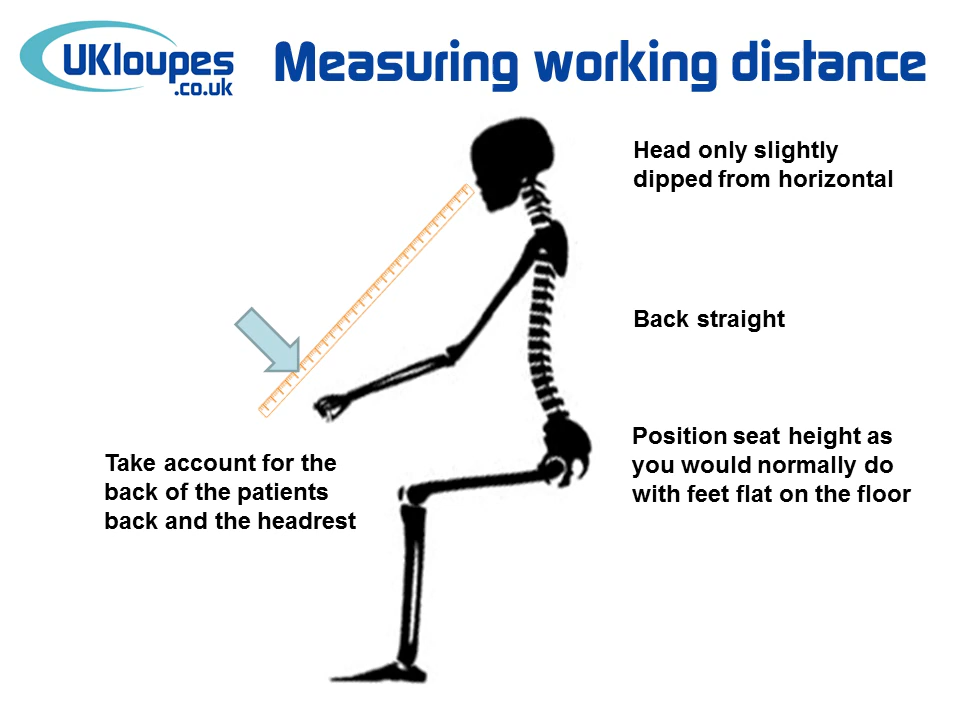 UKloupes
.co.uk
Measuring working distance
Head only slightly
dipped from horizontal
Back straight
Position seat height as
you would normally do
with feet flat on the floor
Take account for the
back of the patients
back and the headrest